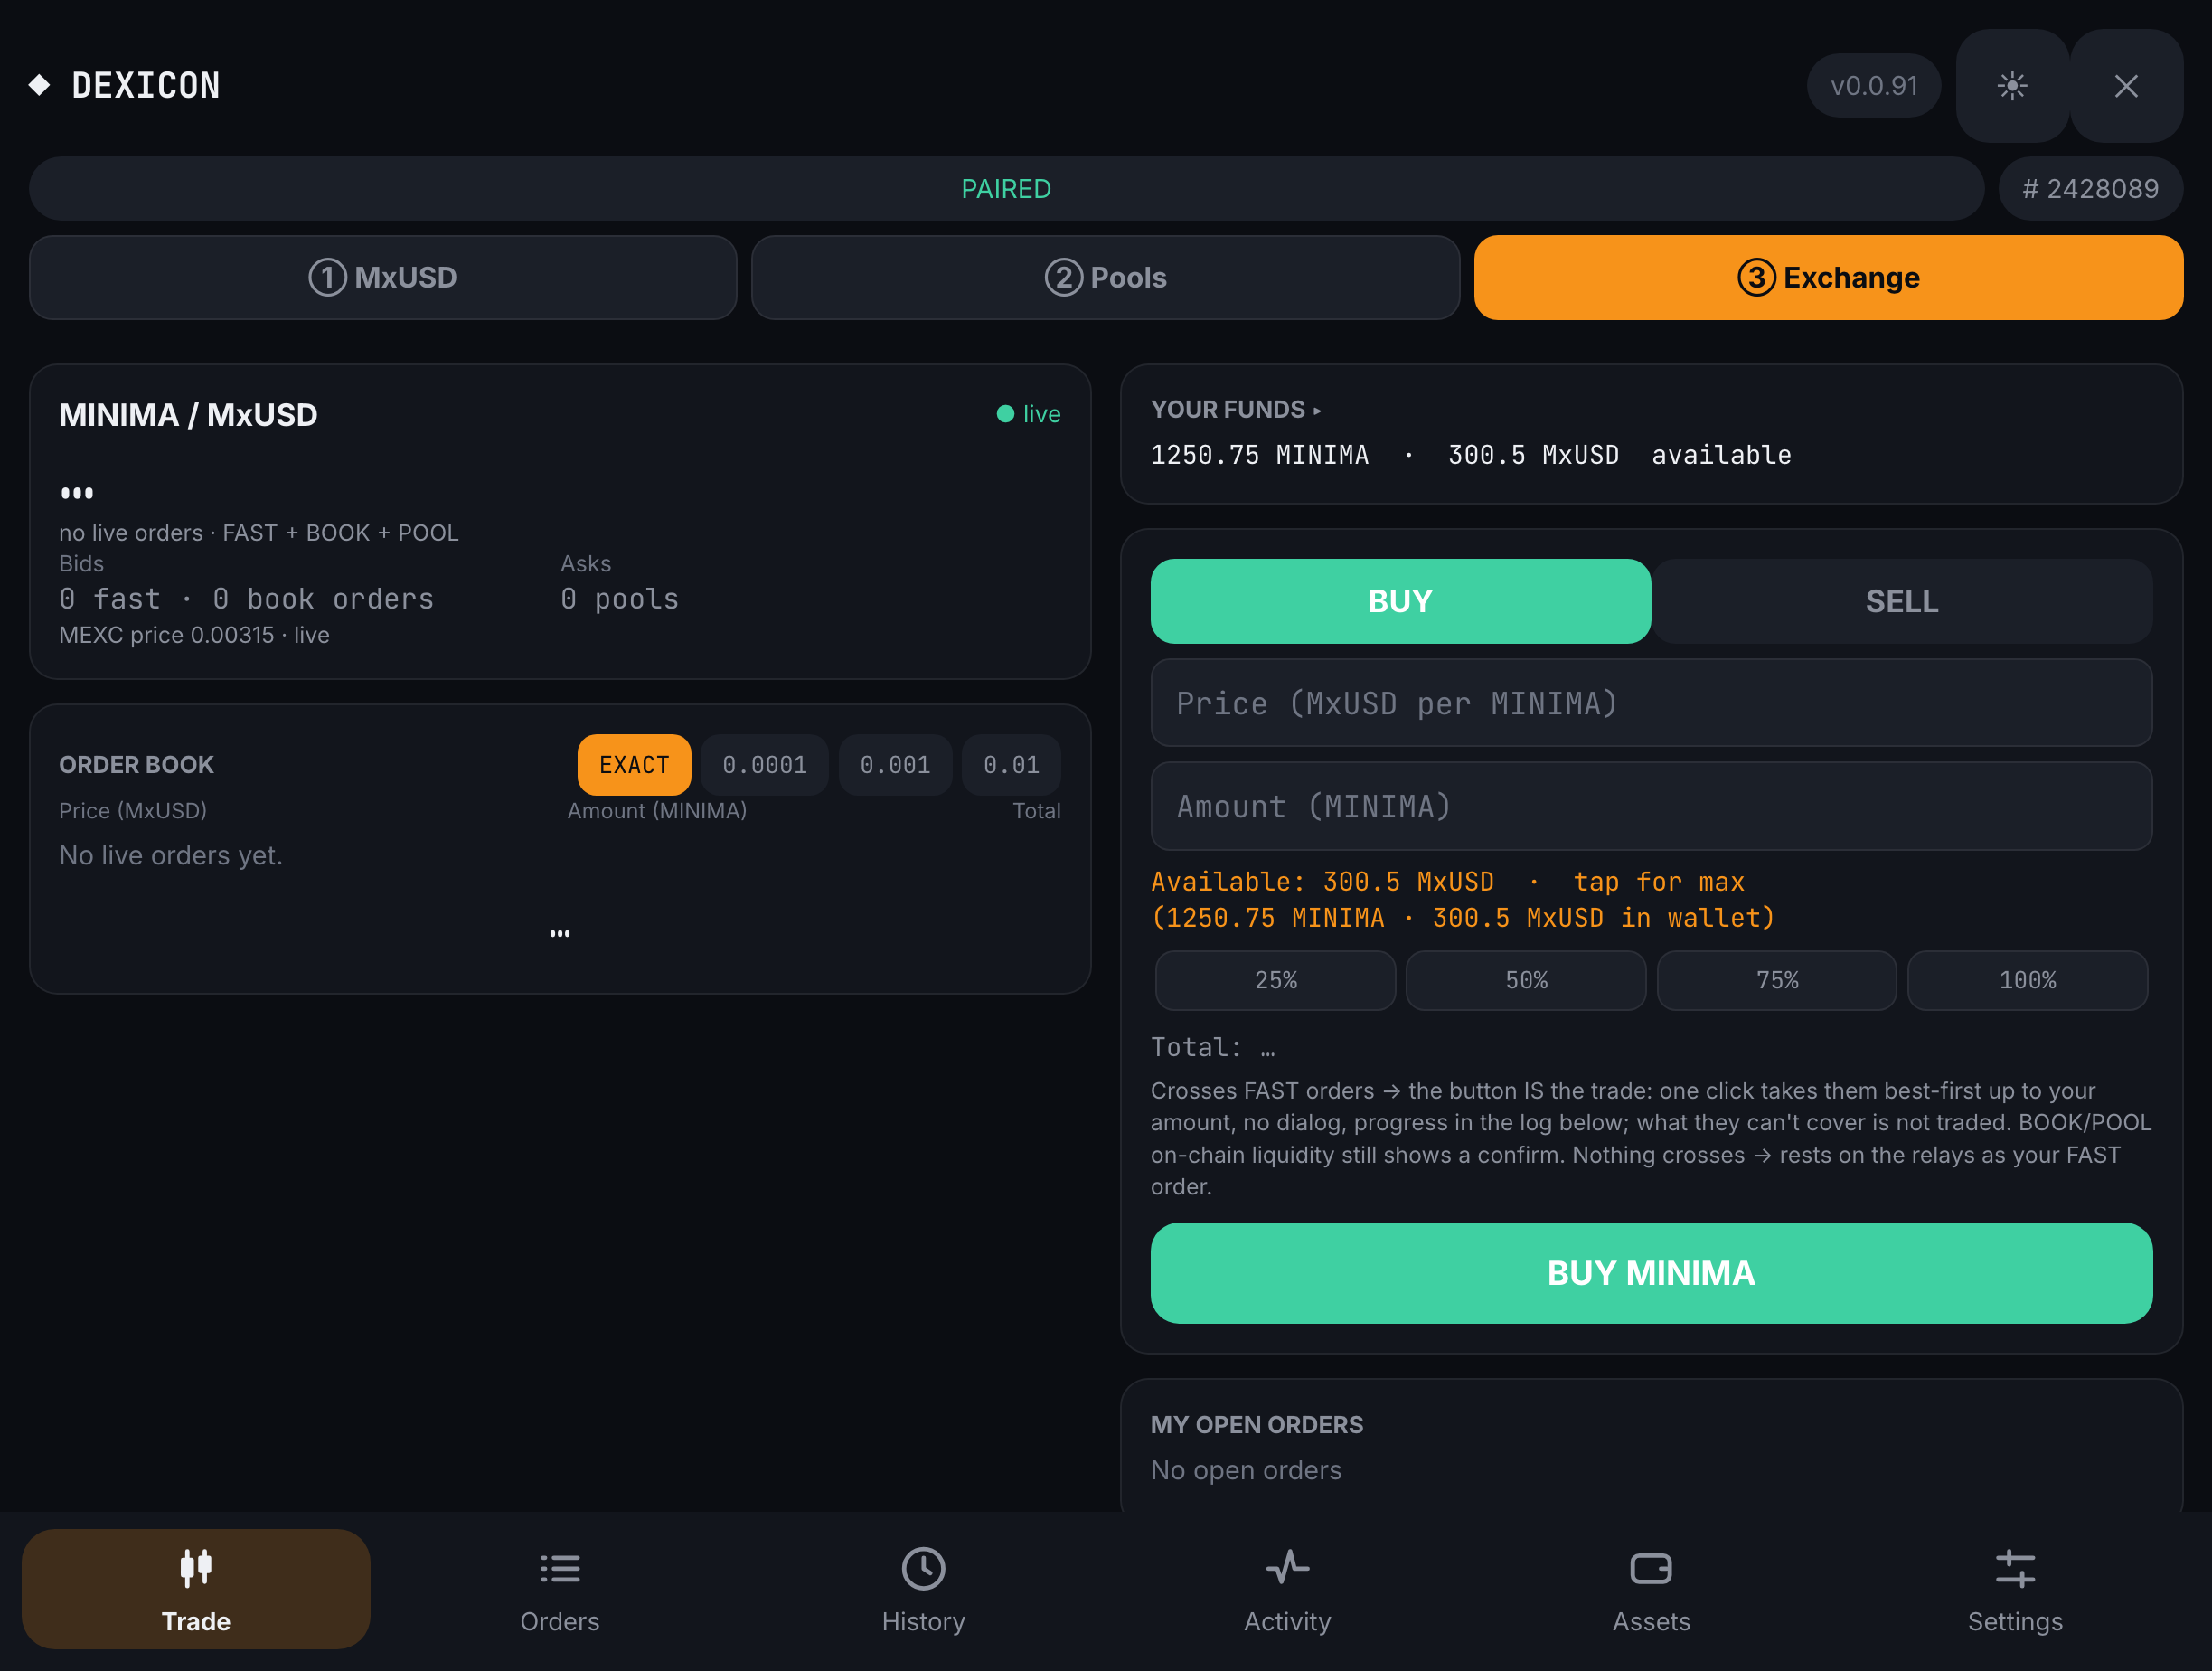 ◆ DEXICON
v0.0.91
PAIRED
# 2428089
① MxUSD
② Pools
③ Exchange
MINIMA / MxUSD
● live
…
no live orders · FAST + BOOK + POOL
Bids
Asks
0 fast · 0 book orders
0 pools
MEXC price 0.00315 · live
ORDER BOOK
EXACT
0.0001
0.001
0.01
Price (MxUSD)
Amount (MINIMA)
Total
No live orders yet.
…
YOUR FUNDS ▸
1250.75 MINIMA · 300.5 MxUSD available
BUY
SELL
Price (MxUSD per MINIMA)
Amount (MINIMA)
Available: 300.5 MxUSD · tap for max
(1250.75 MINIMA · 300.5 MxUSD in wallet)
25%
50%
75%
100%
Total: …
Crosses FAST orders → the button IS the trade: one click takes them best-first up to your
amount, no dialog, progress in the log below; what they can't cover is not traded. BOOK/POOL
on-chain liquidity still shows a confirm. Nothing crosses → rests on the relays as your FAST
order.
BUY MINIMA
MY OPEN ORDERS
No open orders
Trade
Orders
History
Activity
Assets
Settings